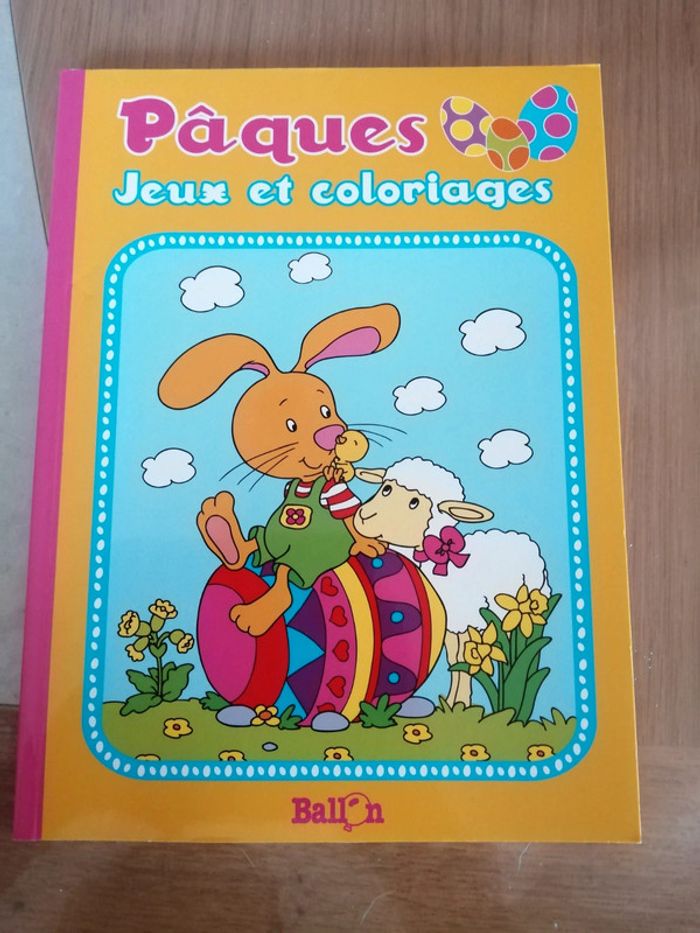 Pâques
Jeux et coloriages
Ballon